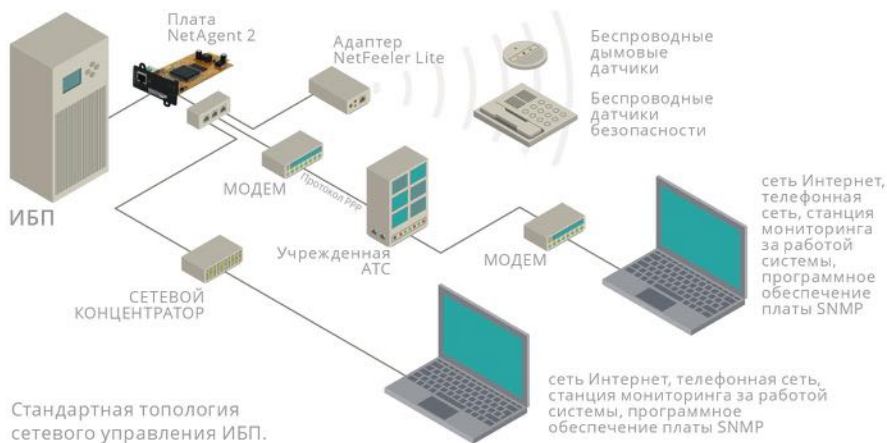 Плата
NetAgent 2
Адаптер
NetFeeler Lite
Беспроводные
дымовые
датчики
Беспроводные
датчики
безопасности
ИБП
МОДЕМ
Протокол PPP
Учрежденная
АТС
МОДЕМ
сеть Интернет,
телефонная
сеть, станция
мониторинга
за работой
системы,
программное
обеспечение
платы SNMP
СЕТЕВОЙ
КОНЦЕНТРАТОР
сеть Интернет, телефонная сеть,
станция мониторинга за работой
системы, программное
обеспечение платы SNMP
Стандартная топология
сетевого управления ИБП.